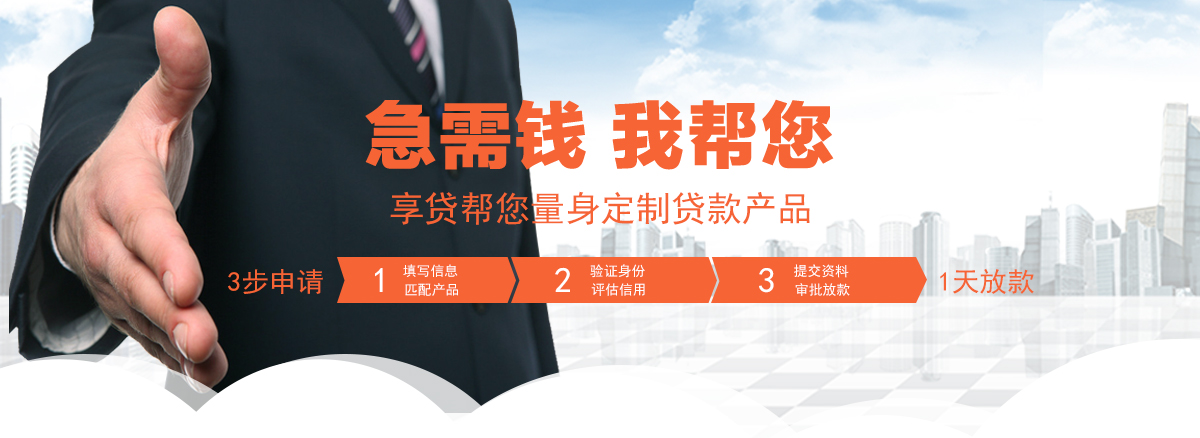 急需钱 我帮您
享贷帮您量身定制贷款产品
3步申请
1 填写信息
匹配产品
2 验证身份
评估信用
3 提交资料
审批放款
1天放款